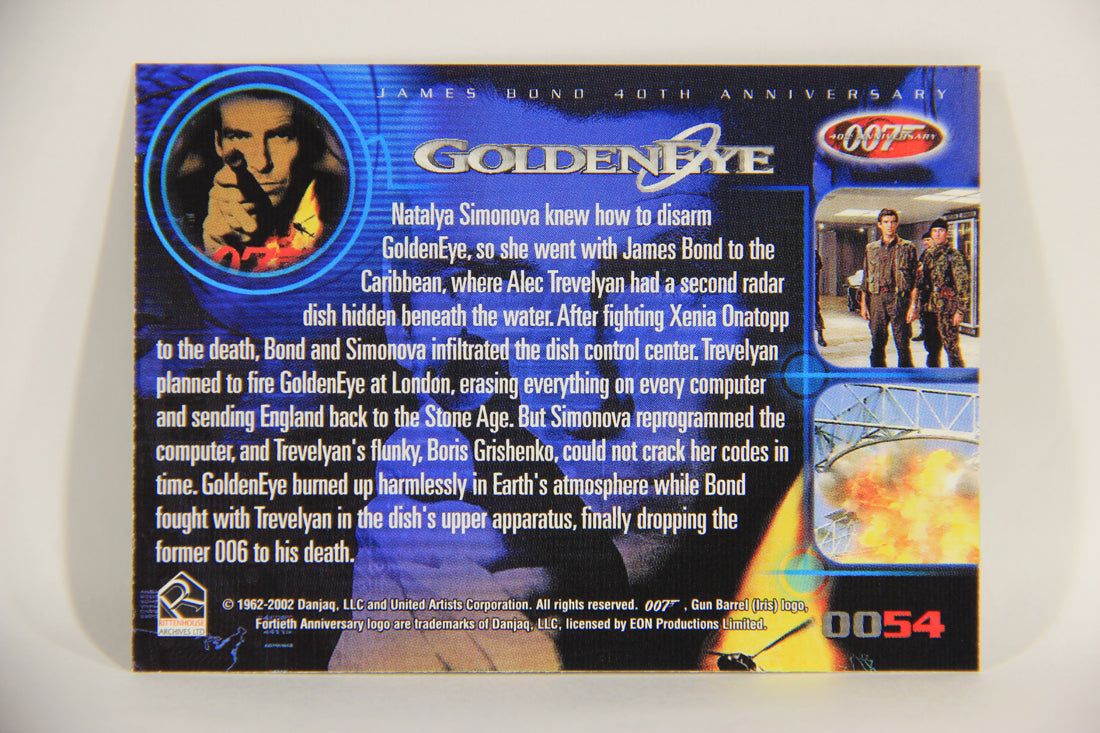 JAMES BOND 40TH ANNIVERSARY
40TH ANNIVERSARY
007
GOLDENEYE
007
Natalya Simonova knew how to disarm
GoldenEye, so she went with James Bond to the
Caribbean, where Alec Trevelyan had a second radar
dish hidden beneath the water. After fighting Xenia Onatopp
to the death, Bond and Simonova infiltrated the dish control center. Trevelyan
planned to fire GoldenEye at London, erasing everything on every computer
and sending England back to the Stone Age. But Simonova reprogrammed the
computer, and Trevelyan's flunky, Boris Grishenko, could not crack her codes in
time. GoldenEye burned up harmlessly in Earth's atmosphere while Bond
fought with Trevelyan in the dish's upper apparatus, finally dropping the
former 006 to his death.
RITTENHOUSE
ARCHIVES LTD
© 1962-2002 Danjaq, LLC and United Artists Corporation. All rights reserved. 007, Gun Barrel (Iris) logo,
Fortieth Anniversary logo are trademarks of Danjaq, LLC, licensed by EON Productions Limited.
0054